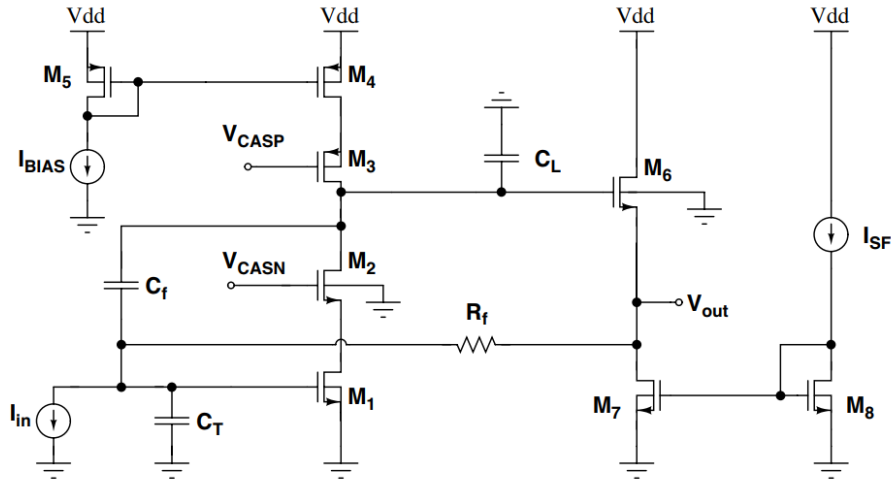 Vdd Vdd Vdd Vdd
M5 M4
VCASP M3
IBIAS CL M6
ISF
VCASN M2
Cf Rf Vout
Iin CT M1 M7 M8